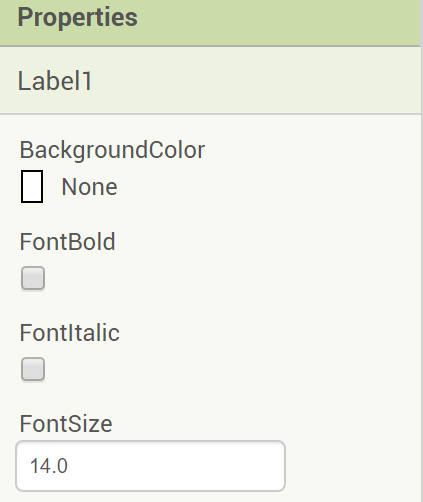 Properties
Label1
BackgroundColor
None
FontBold
FontItalic
FontSize
14.0